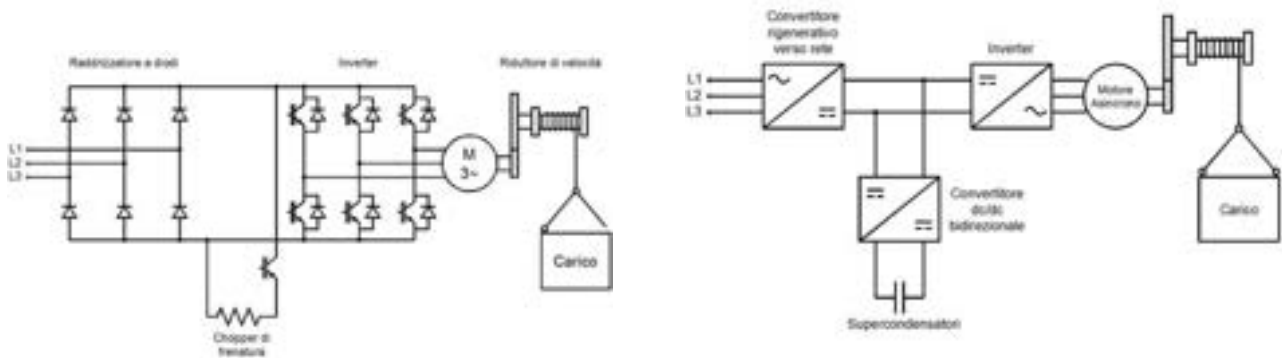 Raddrizzatore a diodi
Inverter
Riduttore di velocità
L1
L2
L3
M
3~
Carico
Chopper di
frenatura
Convertitore
rigenerativo
verso rete
Inverter
L1
L2
L3
Motore
Asincrono
Convertitore
dc/dc
bidirezionale
Carico
Supercondensatori